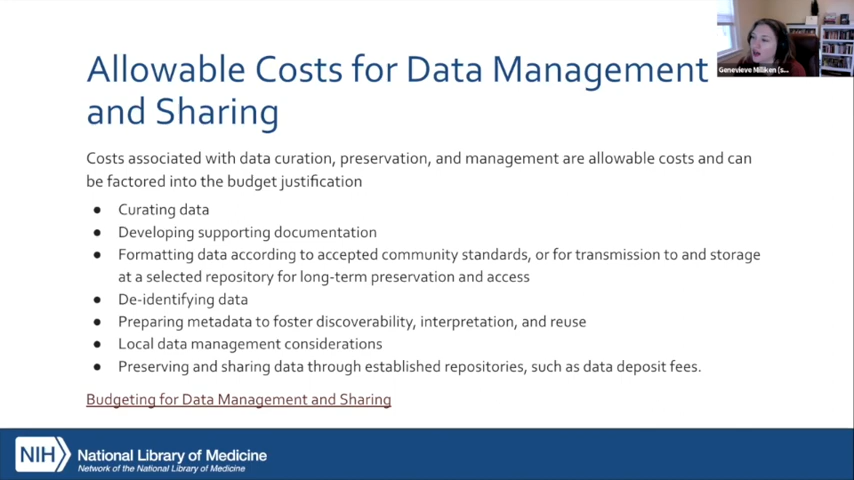 Allowable Costs for Data Management
and Sharing
Genevieve Milliken (s...
Costs associated with data curation, preservation, and management are allowable costs and can
be factored into the budget justification
● Curating data
● Developing supporting documentation
● Formatting data according to accepted community standards, or for transmission to and storage
at a selected repository for long-term preservation and access
● De-identifying data
● Preparing metadata to foster discoverability, interpretation, and reuse
● Local data management considerations
● Preserving and sharing data through established repositories, such as data deposit fees.
Budgeting for Data Management and Sharing
NIH National Library of Medicine
Network of the National Library of Medicine